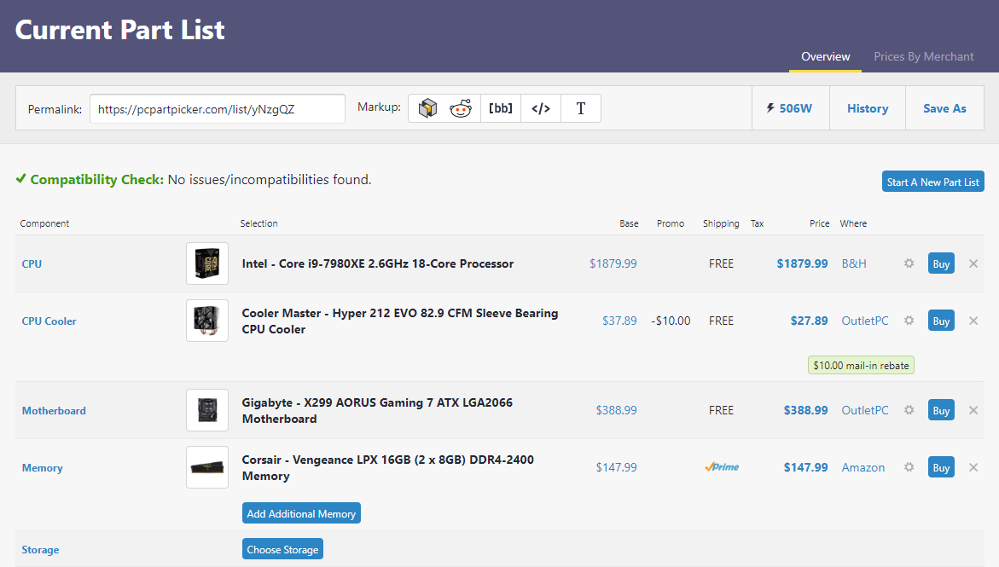 Current Part List
Overview Prices By Merchant
Permalink: https://pcpartpicker.com/list/yNzgQZ Markup: [bb] </> T 506W History Save As
Compatibility Check: No issues/incompatibilities found.
Start A New Part List
Component Selection Base Promo Shipping Tax Price Where
CPU Intel - Core i9-7980XE 2.6GHz 18-Core Processor $1879.99 FREE $1879.99 B&H Buy
CPU Cooler Cooler Master - Hyper 212 EVO 82.9 CFM Sleeve Bearing
CPU Cooler $37.89 -$10.00 FREE $27.89 OutletPC Buy
$10.00 mail-in rebate
Motherboard Gigabyte - X299 AORUS Gaming 7 ATX LGA2066
Motherboard $388.99 FREE $388.99 OutletPC Buy
Memory Corsair - Vengeance LPX 16GB (2 x 8GB) DDR4-2400
Memory $147.99 Prime $147.99 Amazon Buy
Add Additional Memory
Storage Choose Storage